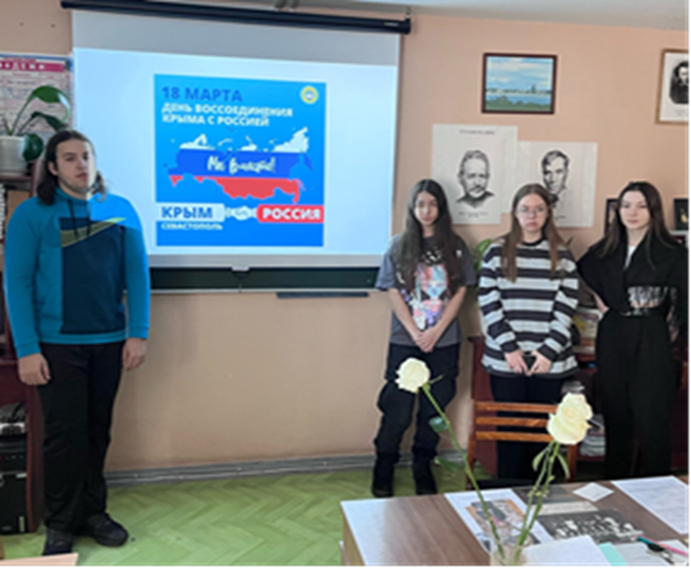 18 МАРТА
ДЕНЬ ВОССОЕДИНЕНИЯ
КРЫМА С РОССИЕЙ
Мы вместе!
КРЫМ
РОССИЯ
СЕВАСТОПОЛЬ